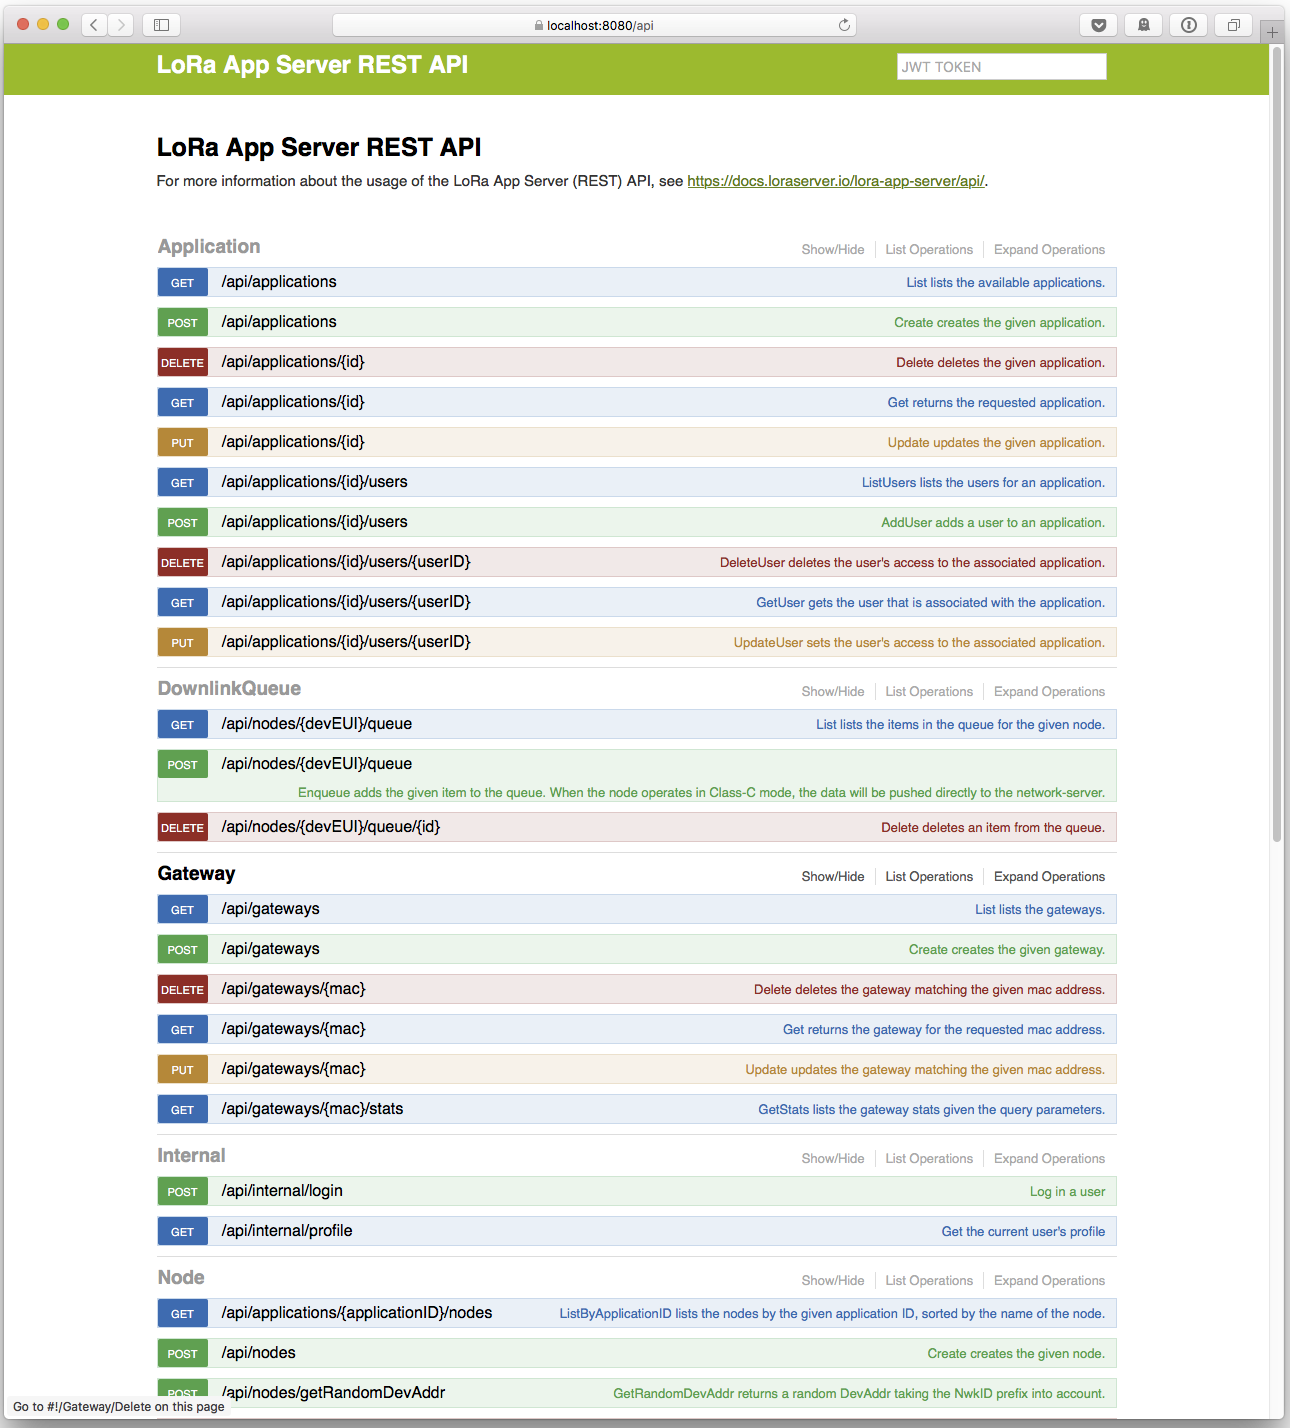 localhost:8080/api
LoRa App Server REST API
JWT TOKEN
LoRa App Server REST API
For more information about the usage of the LoRa App Server (REST) API, see https://docs.loraserver.io/lora-app-server/api/.
Application Show/Hide List Operations Expand Operations
GET /api/applications List lists the available applications.
POST /api/applications Create creates the given application.
DELETE /api/applications/{id} Delete deletes the given application.
GET /api/applications/{id} Get returns the requested application.
PUT /api/applications/{id} Update updates the given application.
GET /api/applications/{id}/users ListUsers lists the users for an application.
POST /api/applications/{id}/users AddUser adds a user to an application.
DELETE /api/applications/{id}/users/{userID} DeleteUser deletes the user's access to the associated application.
GET /api/applications/{id}/users/{userID} GetUser gets the user that is associated with the application.
PUT /api/applications/{id}/users/{userID} UpdateUser sets the user's access to the associated application.
DownlinkQueue Show/Hide List Operations Expand Operations
GET /api/nodes/{devEUI}/queue List lists the items in the queue for the given node.
POST /api/nodes/{devEUI}/queue
Enqueue adds the given item to the queue. When the node operates in Class-C mode, the data will be pushed directly to the network-server.
DELETE /api/nodes/{devEUI}/queue/{id} Delete deletes an item from the queue.
Gateway Show/Hide List Operations Expand Operations
GET /api/gateways List lists the gateways.
POST /api/gateways Create creates the given gateway.
DELETE /api/gateways/{mac} Delete deletes the gateway matching the given mac address.
GET /api/gateways/{mac} Get returns the gateway for the requested mac address.
PUT /api/gateways/{mac} Update updates the gateway matching the given mac address.
GET /api/gateways/{mac}/stats GetStats lists the gateway stats given the query parameters.
Internal Show/Hide List Operations Expand Operations
POST /api/internal/login Log in a user
GET /api/internal/profile Get the current user's profile
Node Show/Hide List Operations Expand Operations
GET /api/applications/{applicationID}/nodes ListByApplicationID lists the nodes by the given application ID, sorted by the name of the node.
POST /api/nodes Create creates the given node.
POST /api/nodes/getRandomDevAddr GetRandomDevAddr returns a random DevAddr taking the NwkID prefix into account.
Go to #!/Gateway/Delete on this page